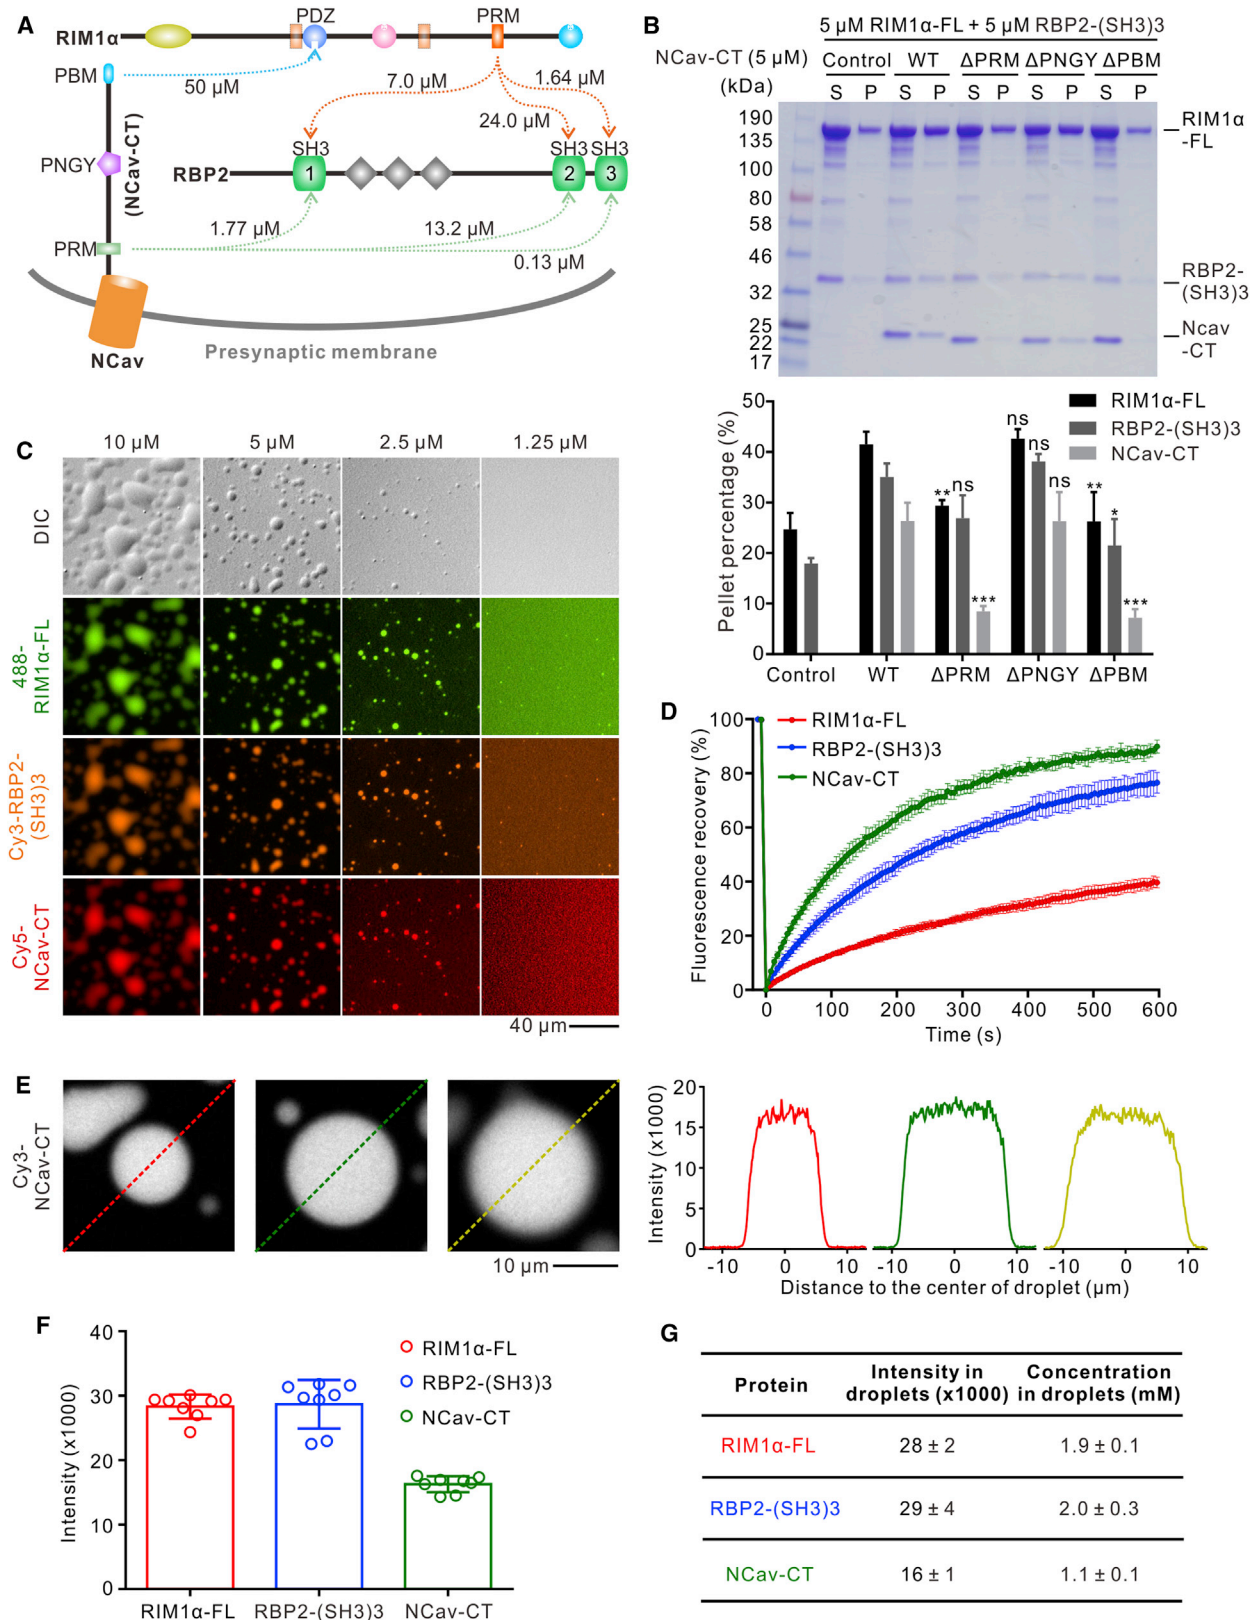 A
RIM1α
PDZ
PRM
PBM
50 µM
7.0 µM
1.64 µM
24.0 µM
PNGY
(NCav-CT)
RBP2
SH3
SH3
SH3
1
2
3
PRM
1.77 µM
13.2 µM
0.13 µM
NCav
Presynaptic membrane
B
5 µM RIM1α-FL + 5 µM RBP2-(SH3)3
NCav-CT (5 µM)
Control
WT
ΔPRM
ΔPNGY
ΔPBM
(kDa)
S P S P S P S P S P
190
135
100
80
58
46
32
25
22
17
RIM1α
-FL
RBP2-
(SH3)3
Ncav
-CT
Pellet percentage (%)
50
40
30
20
10
0
RIM1α-FL
RBP2-(SH3)3
NCav-CT
** ns ***
ns ns ns
** * ***
Control WT ΔPRM ΔPNGY ΔPBM
C
10 µM 5 µM 2.5 µM 1.25 µM
DIC
488-
RIM1α-FL
Cy3-RBP2-
(SH3)3
Cy5-
NCav-CT
40 µm
D
Fluorescence recovery (%)
100
80
60
40
20
0
RIM1α-FL
RBP2-(SH3)3
NCav-CT
0 100 200 300 400 500 600
Time (s)
E
Cy3-
NCav-CT
10 µm
Intensity (x1000)
20
15
10
5
0
-10 0 10 -10 0 10 -10 0 10
Distance to the center of droplet (µm)
F
Intensity (x1000)
40
30
20
10
0
RIM1α-FL
RBP2-(SH3)3
NCav-CT
RIM1α-FL RBP2-(SH3)3 NCav-CT
G
Protein
Intensity in
droplets (x1000)
Concentration
in droplets (mM)
RIM1α-FL 28 ± 2 1.9 ± 0.1
RBP2-(SH3)3 29 ± 4 2.0 ± 0.3
NCav-CT 16 ± 1 1.1 ± 0.1